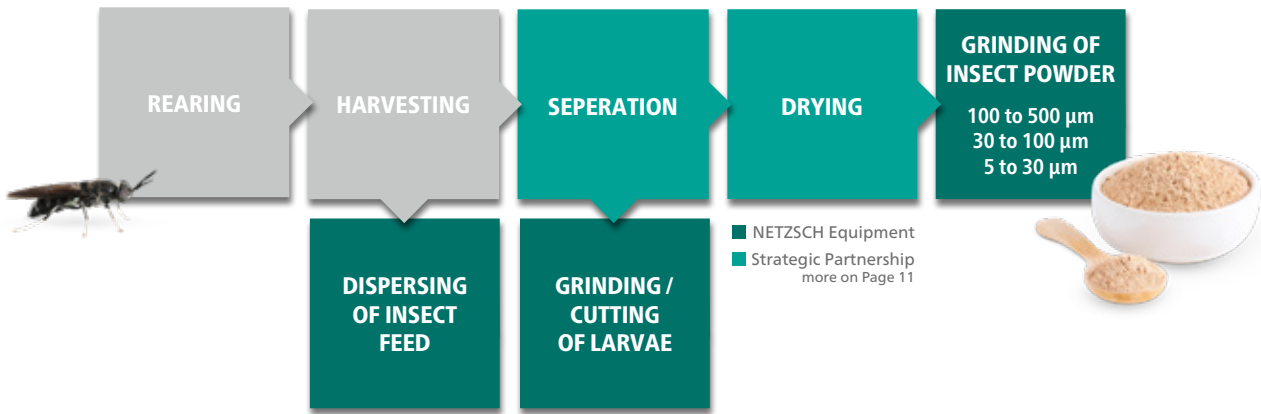 REARING
HARVESTING
SEPERATION
DRYING
GRINDING OF
INSECT POWDER
100 to 500 µm
30 to 100 µm
5 to 30 µm
DISPERSING
OF INSECT
FEED
GRINDING /
CUTTING
OF LARVAE
NETZSCH Equipment
Strategic Partnership
more on Page 11